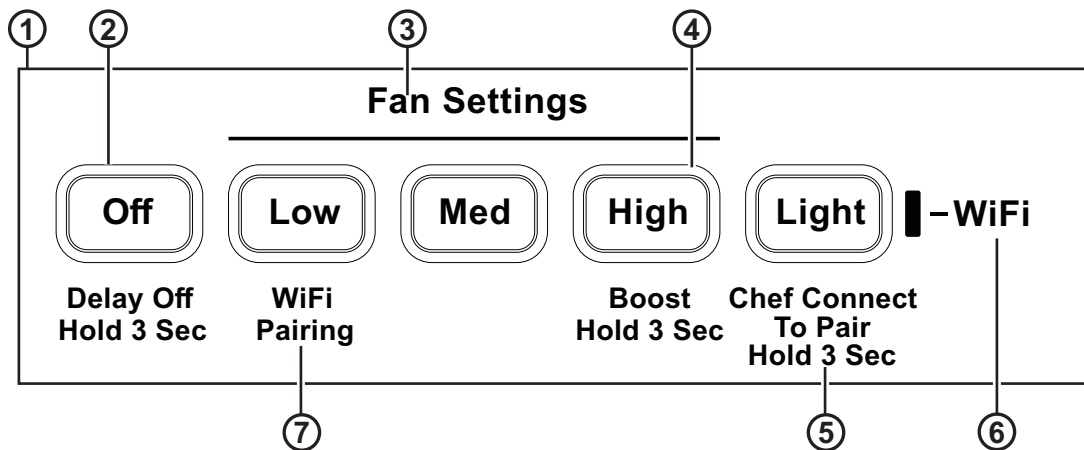 1 2 3 4
Fan Settings
Off Low Med High Light -WiFi
Delay Off WiFi Boost Chef Connect
Hold 3 Sec Pairing Hold 3 Sec To Pair
Hold 3 Sec
7 5 6